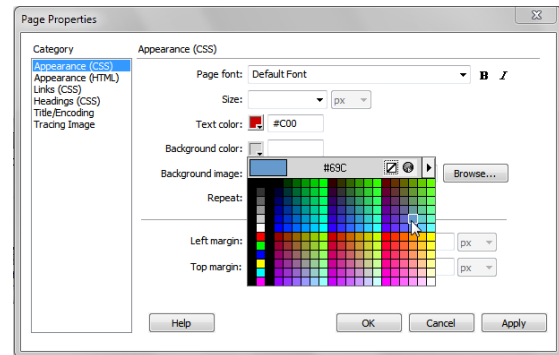 Page Properties
Category
Appearance (CSS)
Appearance (HTML)
Links (CSS)
Headings (CSS)
Title/Encoding
Tracing Image
Appearance (CSS)
Page font: Default Font B I
Size: px
Text color: #C00
Background color:
#69C
Background image: Browse...
Repeat:
Left margin: px
Top margin: px
Help OK Cancel Apply